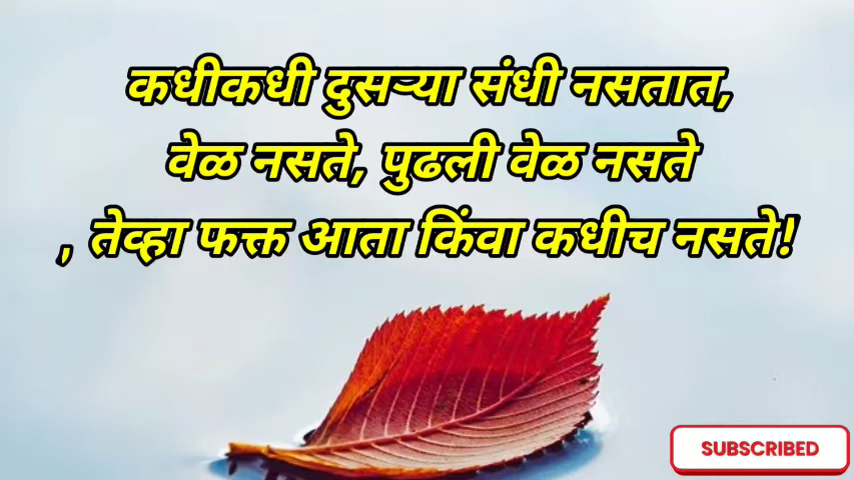 कधीकधी दुसऱ्या संधी नसतात,
वेळ नसते, पुढली वेळ नसते
, तेव्हा फक्त आता किंवा कधीच नसते!
SUBSCRIBED